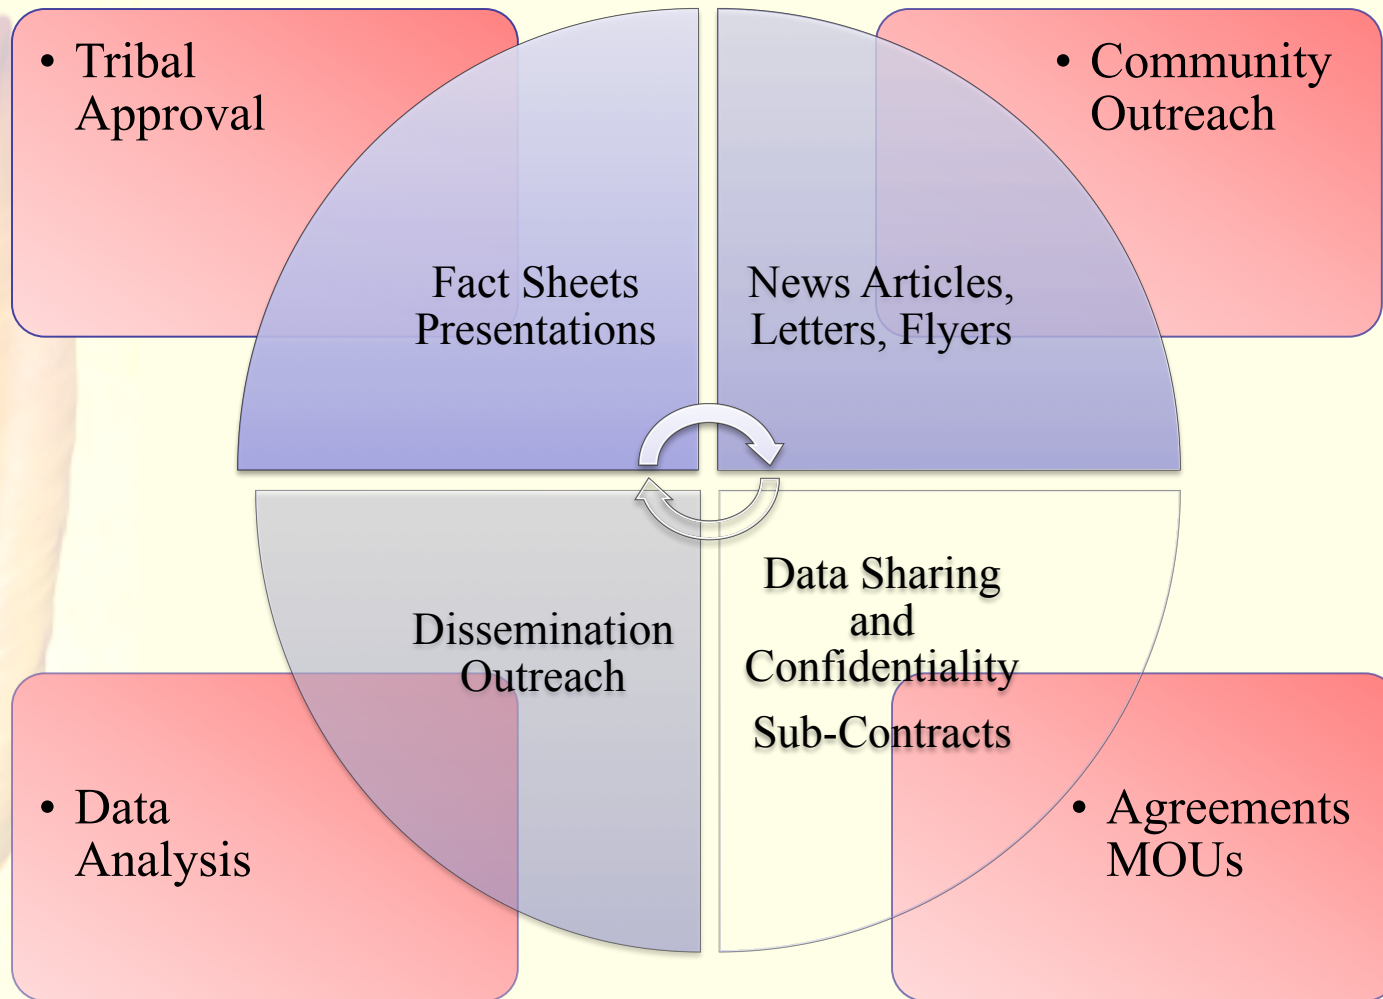 • Tribal
Approval
• Community
Outreach
Fact Sheets
Presentations
News Articles,
Letters, Flyers
Dissemination
Outreach
Data Sharing
and
Confidentiality
Sub-Contracts
• Data
Analysis
• Agreements
MOUs